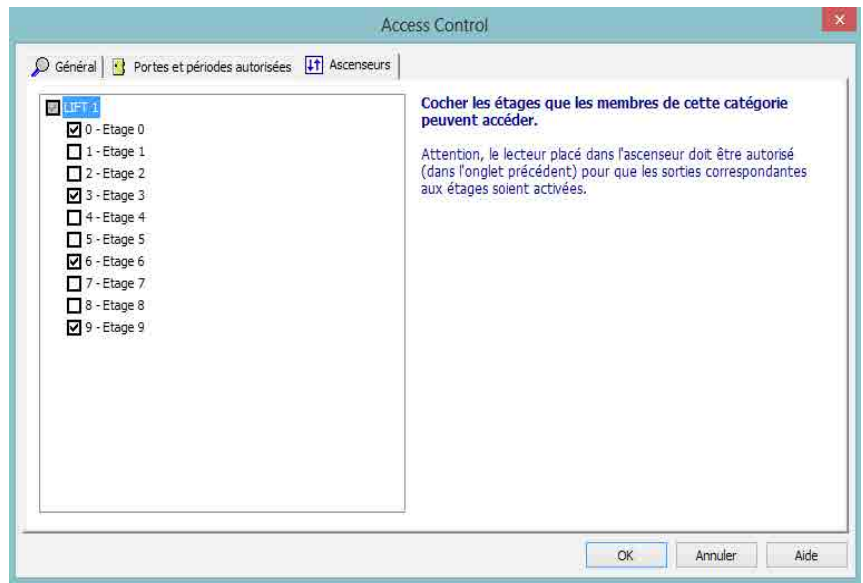 Access Control
Général
Portes et périodes autorisées
Ascenseurs
LIFT 1
0 - Etage 0
1 - Etage 1
2 - Etage 2
3 - Etage 3
4 - Etage 4
5 - Etage 5
6 - Etage 6
7 - Etage 7
8 - Etage 8
9 - Etage 9
Cocher les étages que les membres de cette catégorie
peuvent accéder.
Attention, le lecteur placé dans l'ascenseur doit être autorisé
(dans l'onglet précédent) pour que les sorties correspondantes
aux étages soient activées.
OK
Annuler
Aide